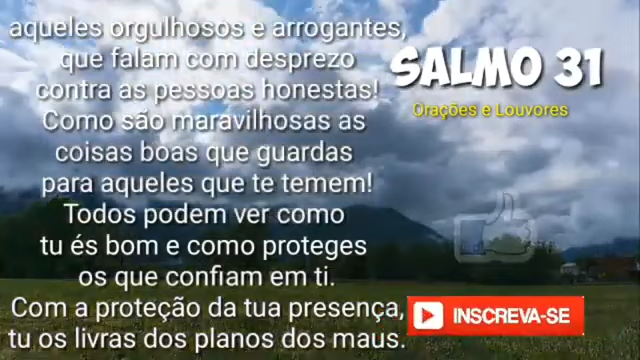 aqueles orgulhosos e arrogantes,
que falam com desprezo
contra as pessoas honestas!
Como são maravilhosas as
coisas boas que guardas
para aqueles que te temem!
Todos podem ver como
tu és bom e como proteges
os que confiam em ti.
Com a proteção da tua presença,
tu os livras dos planos dos maus.
SALMO 31
Orações e Louvores
INSCREVA-SE